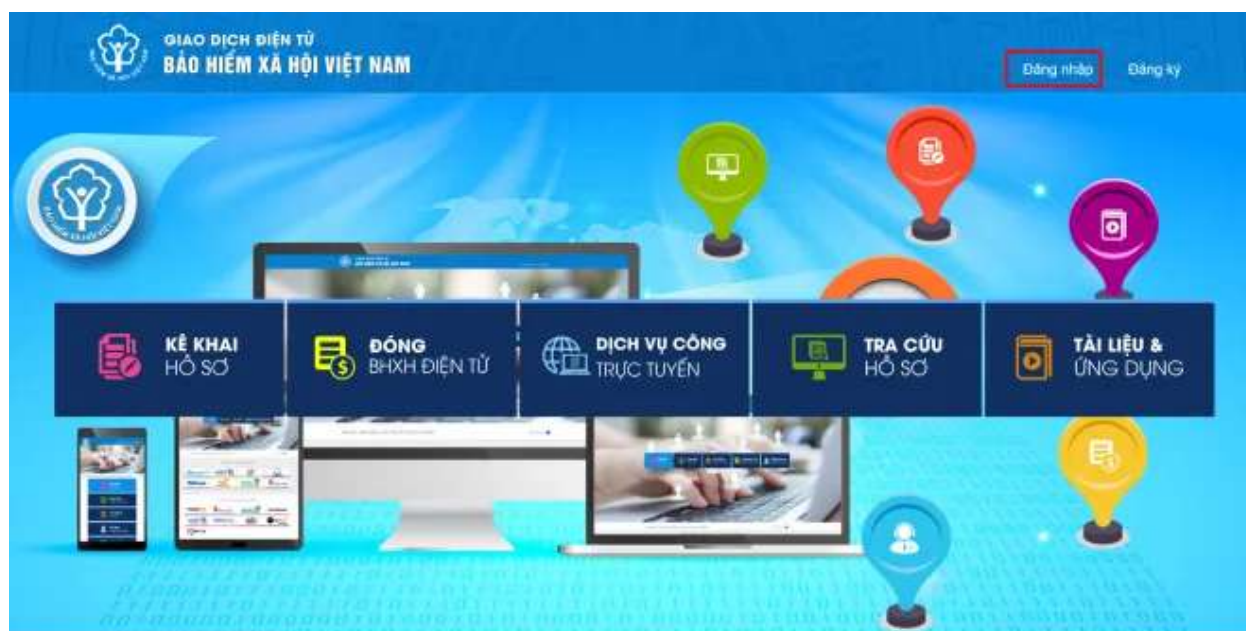 GIAO DỊCH ĐIỆN TỬ
BẢO HIỂM XÃ HỘI VIỆT NAM
Đăng nhập
Đăng ký
KÊ KHAI
HỒ SƠ
ĐÓNG
BHXH ĐIỆN TỬ
DỊCH VỤ CÔNG
TRỰC TUYẾN
TRA CỨU
HỒ SƠ
TÀI LIỆU &
ỨNG DỤNG